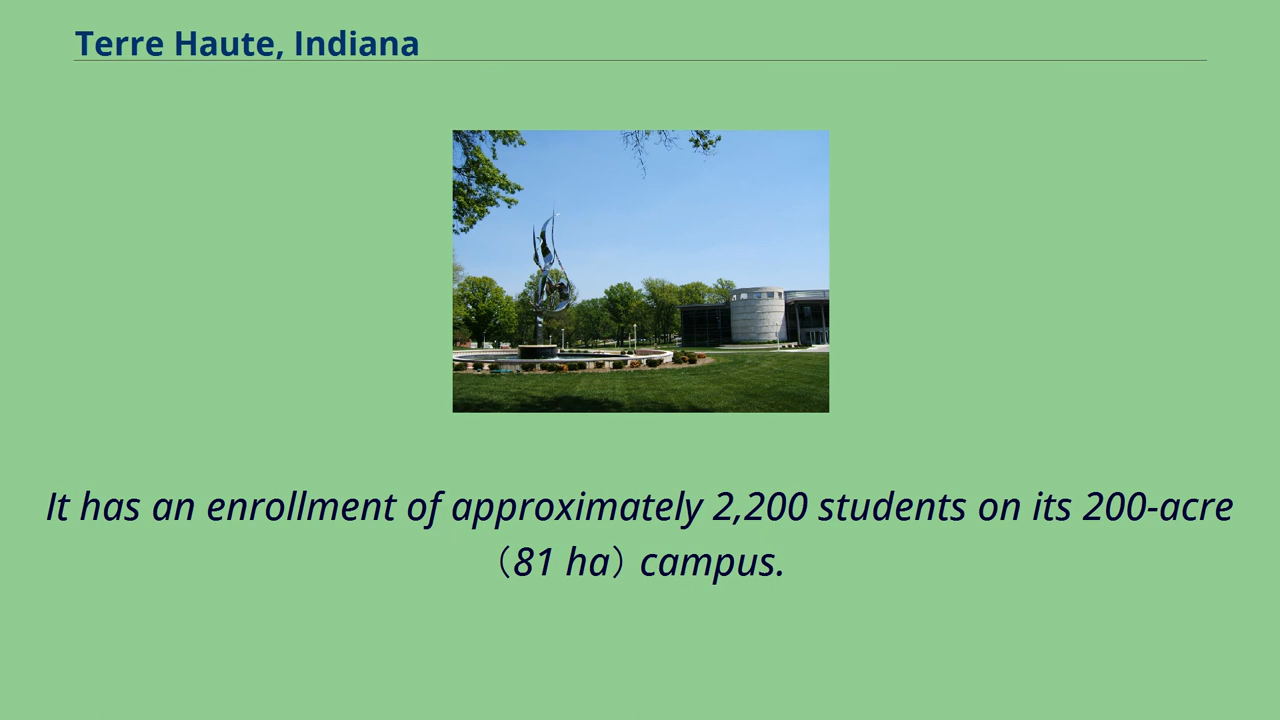 Terre Haute, Indiana
It has an enrollment of approximately 2,200 students on its 200-acre
（81 ha）campus.